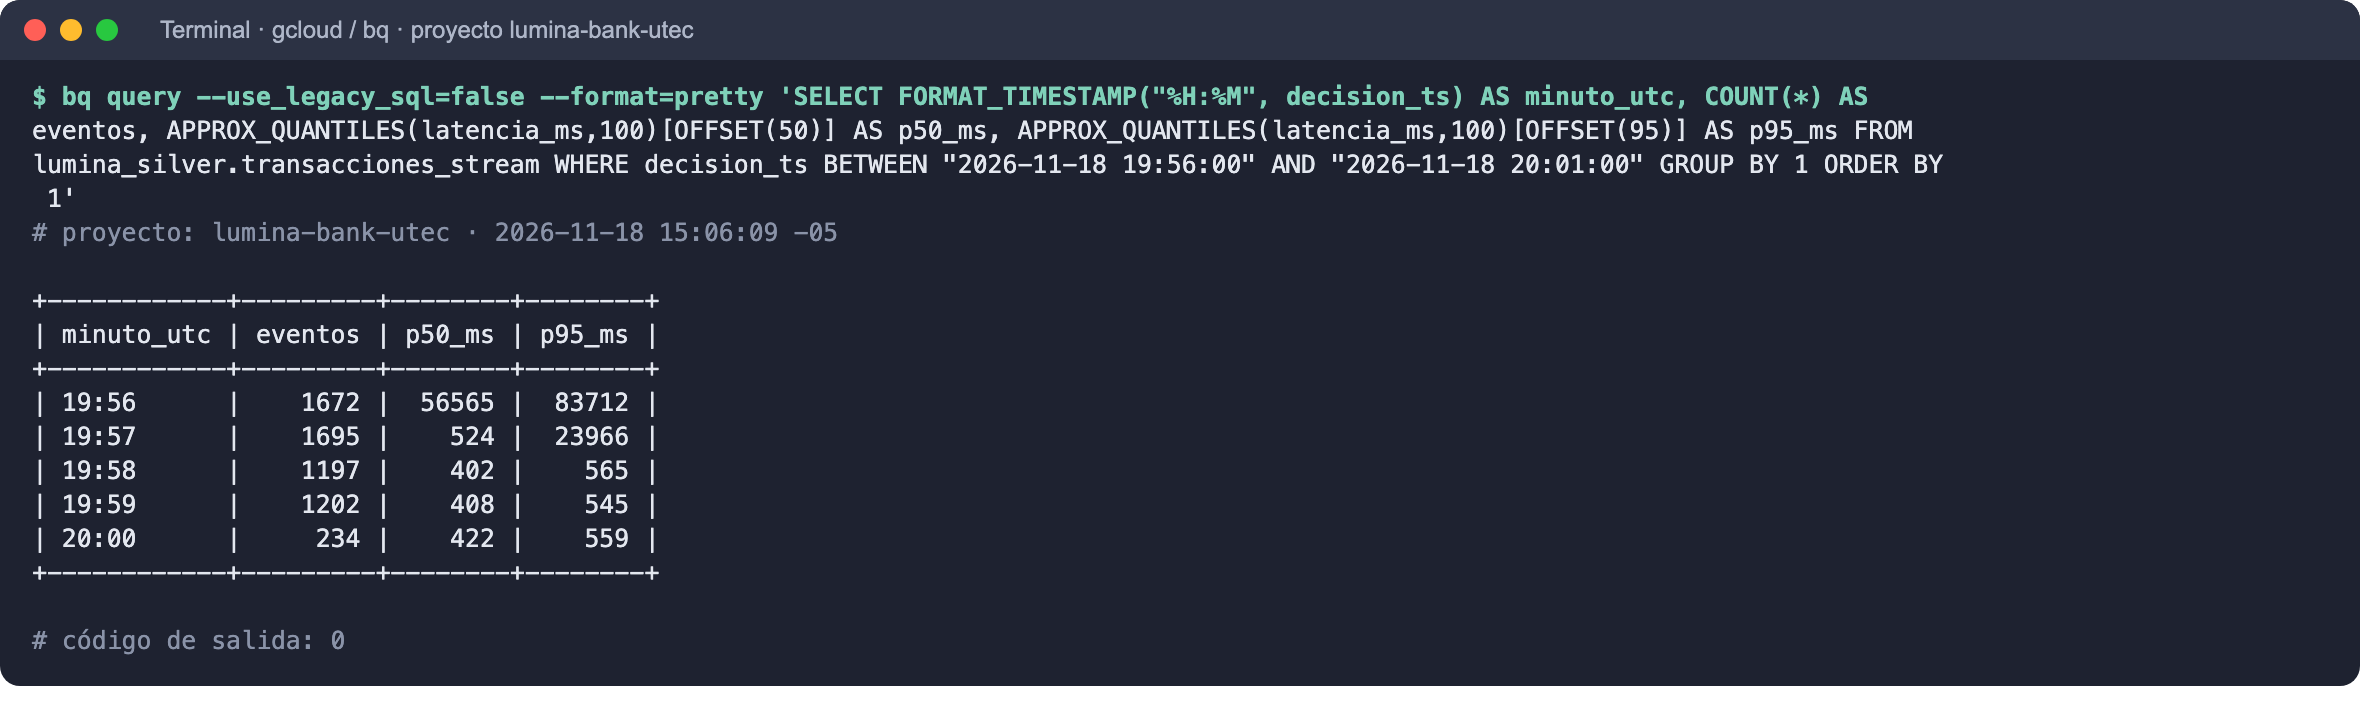 Terminal · gcloud / bq · proyecto lumina-bank-utec
$ bq query --use_legacy_sql=false --format=pretty 'SELECT FORMAT_TIMESTAMP("%H:%M", decision_ts) AS minuto_utc, COUNT(*) AS
eventos, APPROX_QUANTILES(latencia_ms,100)[OFFSET(50)] AS p50_ms, APPROX_QUANTILES(latencia_ms,100)[OFFSET(95)] AS p95_ms FROM
lumina_silver.transacciones_stream WHERE decision_ts BETWEEN "2026-11-18 19:56:00" AND "2026-11-18 20:01:00" GROUP BY 1 ORDER BY
 1'
# proyecto: lumina-bank-utec · 2026-11-18 15:06:09 -05
+------------+---------+--------+--------+
| minuto_utc | eventos | p50_ms | p95_ms |
+------------+---------+--------+--------+
| 19:56      |    1672 |  56565 |  83712 |
| 19:57      |    1695 |    524 |  23966 |
| 19:58      |    1197 |    402 |    565 |
| 19:59      |    1202 |    408 |    545 |
| 20:00      |     234 |    422 |    559 |
+------------+---------+--------+--------+
# código de salida: 0